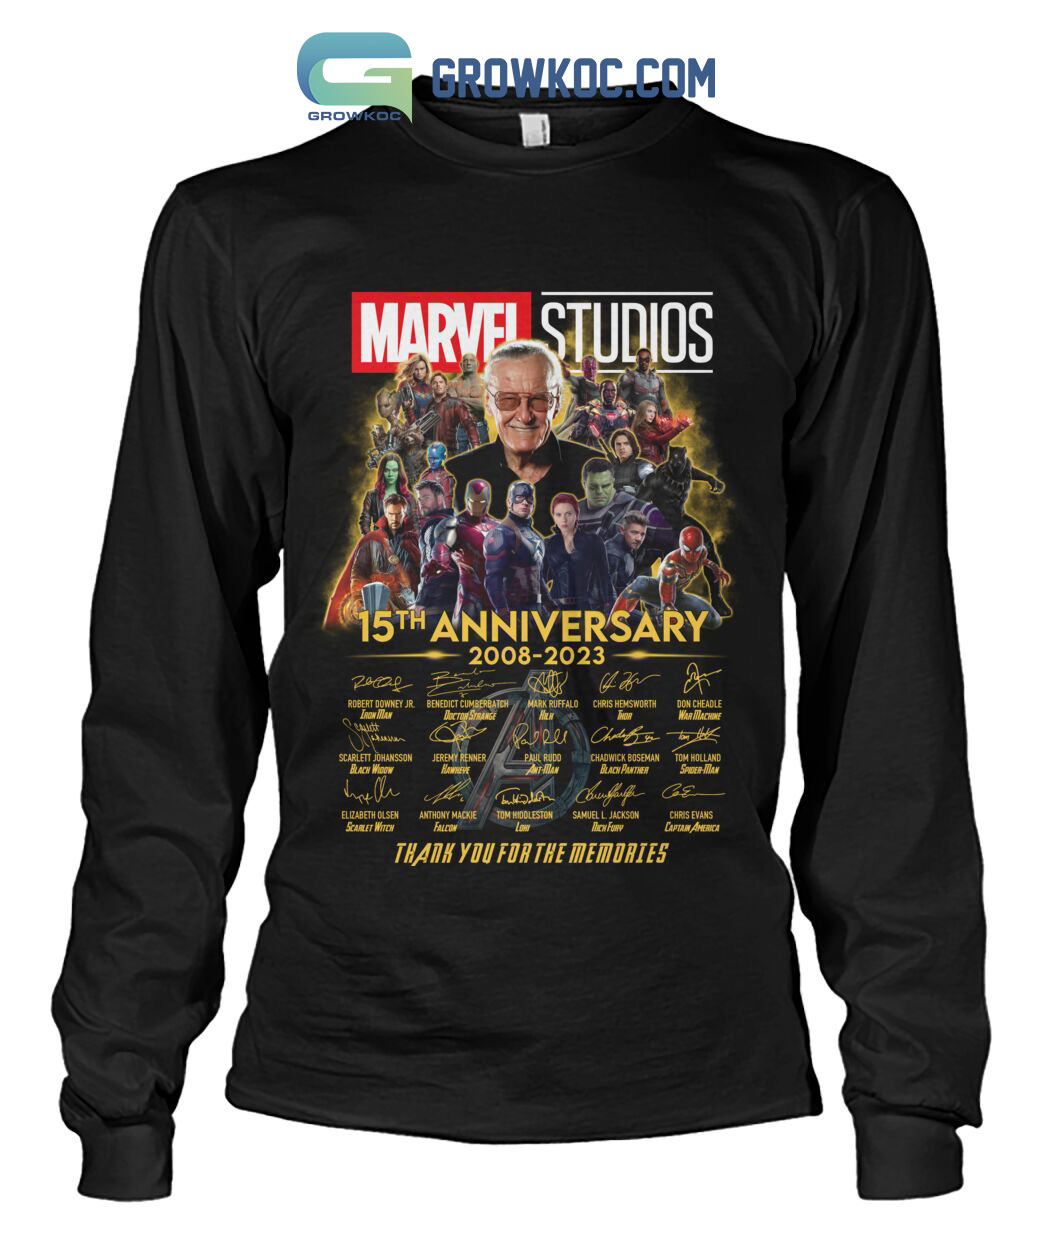 GROWKOC.COM
GROWKOC
MARVEL STUDIOS
15TH ANNIVERSARY
2008-2023
ROBERT DOWNEY JR. BENEDICT CUMBERBATCH MARK RUFFALO CHRIS HEMSWORTH DON CHEADLE
IRON MAN DOCTOR STRANGE HULK THOR WAR MACHINE
SCARLETT JOHANSSON JEREMY RENNER PAUL RUDD CHADWICK BOSEMAN TOM HOLLAND
BLACK WIDOW HAWKEYE ANT-MAN BLACK PANTHER SPIDER-MAN
ELIZABETH OLSEN ANTHONY MACKIE TOM HIDDLESTON SAMUEL L. JACKSON CHRIS EVANS
SCARLET WITCH FALCON LOKI NICK FURY CAPTAIN AMERICA
THANK YOU FOR THE MEMORIES